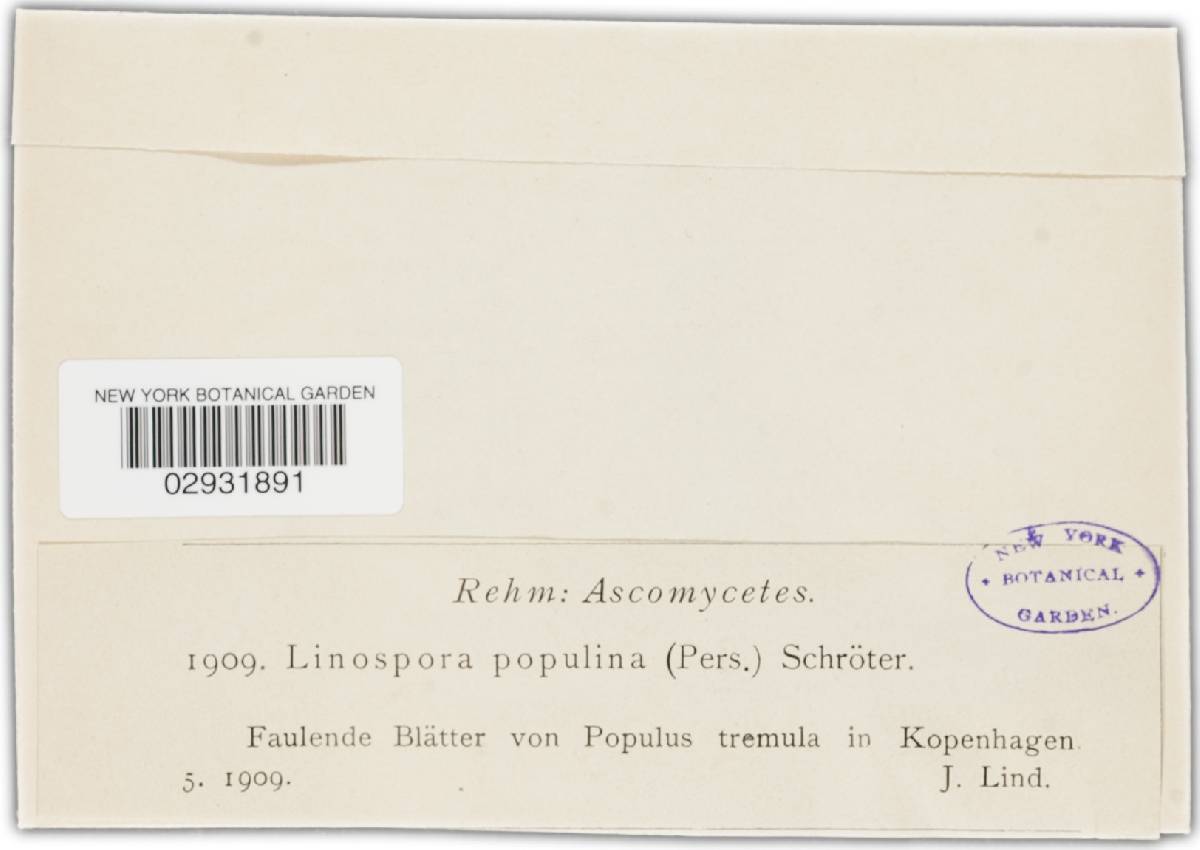 NEW YORK BOTANICAL GARDEN
02931891
NEW YORK
+ BOTANICAL +
GARDEN.
Rehm: Ascomycetes.
1909. Linospora populina (Pers.) Schröter.
Faulende Blätter von Populus tremula in Kopenhagen.
5. 1909.
J. Lind.